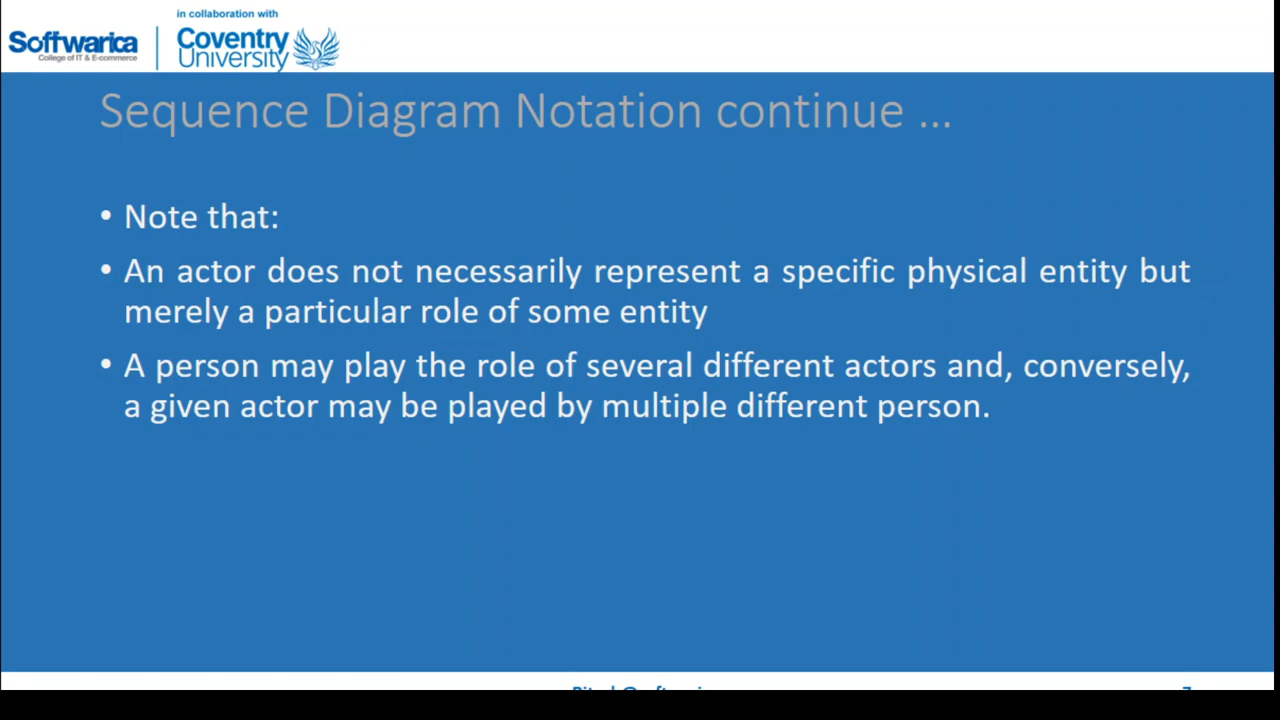 in collaboration with
Softwarica
College of IT & E-commerce
Coventry
University
Sequence Diagram Notation continue ...
• Note that:
• An actor does not necessarily represent a specific physical entity but
merely a particular role of some entity
• A person may play the role of several different actors and, conversely,
a given actor may be played by multiple different person.